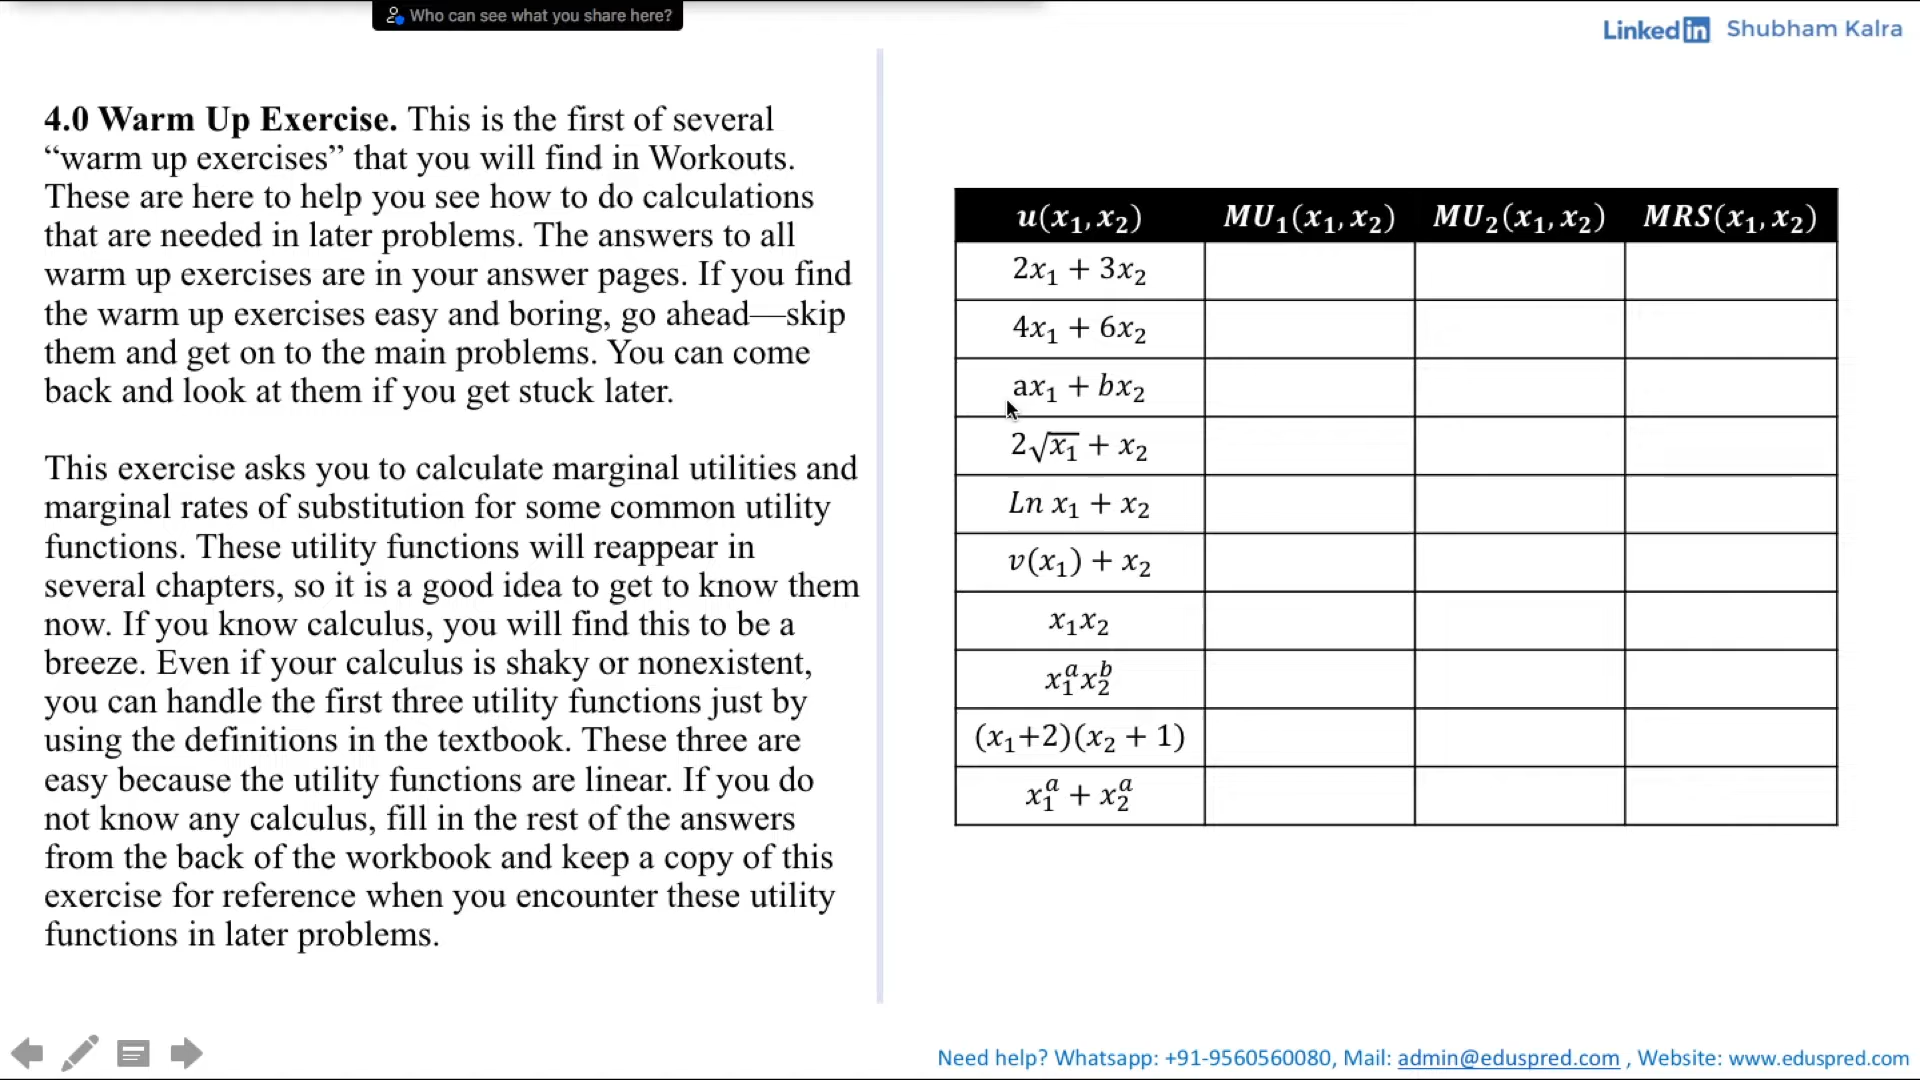 Who can see what you share here?
Linked in Shubham Kalra
4.0 Warm Up Exercise. This is the first of several
“warm up exercises” that you will find in Workouts.
These are here to help you see how to do calculations
that are needed in later problems. The answers to all
warm up exercises are in your answer pages. If you find
the warm up exercises easy and boring, go ahead—skip
them and get on to the main problems. You can come
back and look at them if you get stuck later.
This exercise asks you to calculate marginal utilities and
marginal rates of substitution for some common utility
functions. These utility functions will reappear in
several chapters, so it is a good idea to get to know them
now. If you know calculus, you will find this to be a
breeze. Even if your calculus is shaky or nonexistent,
you can handle the first three utility functions just by
using the definitions in the textbook. These three are
easy because the utility functions are linear. If you do
not know any calculus, fill in the rest of the answers
from the back of the workbook and keep a copy of this
exercise for reference when you encounter these utility
functions in later problems.
u(x₁, x₂) MU₁(x₁, x₂) MU₂(x₁, x₂) MRS(x₁, x₂)
2x₁ + 3x₂
4x₁ + 6x₂
ax₁ + bx₂
2√x₁ + x₂
Ln x₁ + x₂
v(x₁) + x₂
x₁x₂
x₁ᵃx₂ᵇ
(x₁+2)(x₂ + 1)
x₁ᵃ + x₂ᵃ
Need help? Whatsapp: +91-9560560080, Mail: admin@eduspred.com , Website: www.eduspred.com